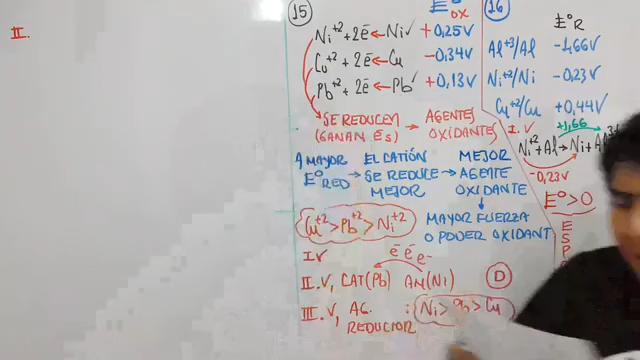 II.
15
E° OX
Ni+2 + 2ē ← Ni ✓ +0,25V
Cu+2 + 2ē ← Cu -0,34V
Pb+2 + 2ē ← Pb ✓ +0,13V
SE REDUCEN → AGENTES
(GANAN ēs) OXIDANTES
A MAYOR EL CATIÓN MEJOR
E°RED → SE REDUCE → AGENTE
MEJOR OXIDANTE
Cu+2 > Pb+2 > Ni+2
MAYOR FUERZA
O PODER OXIDANT
I V
ē ē e-
II. V, CAT(Pb) AN(Ni) D
III. V, AG. : Ni > Pb > Cu
REDUCTOR
16
E°R
Al+3/Al -1,66V
Ni+2/Ni -0,23V
Cu+2/Cu +0,44V
I. V
+1,66
Ni+2 + Al → Ni + Al3+
-0,23V
E° > 0
E
S
P